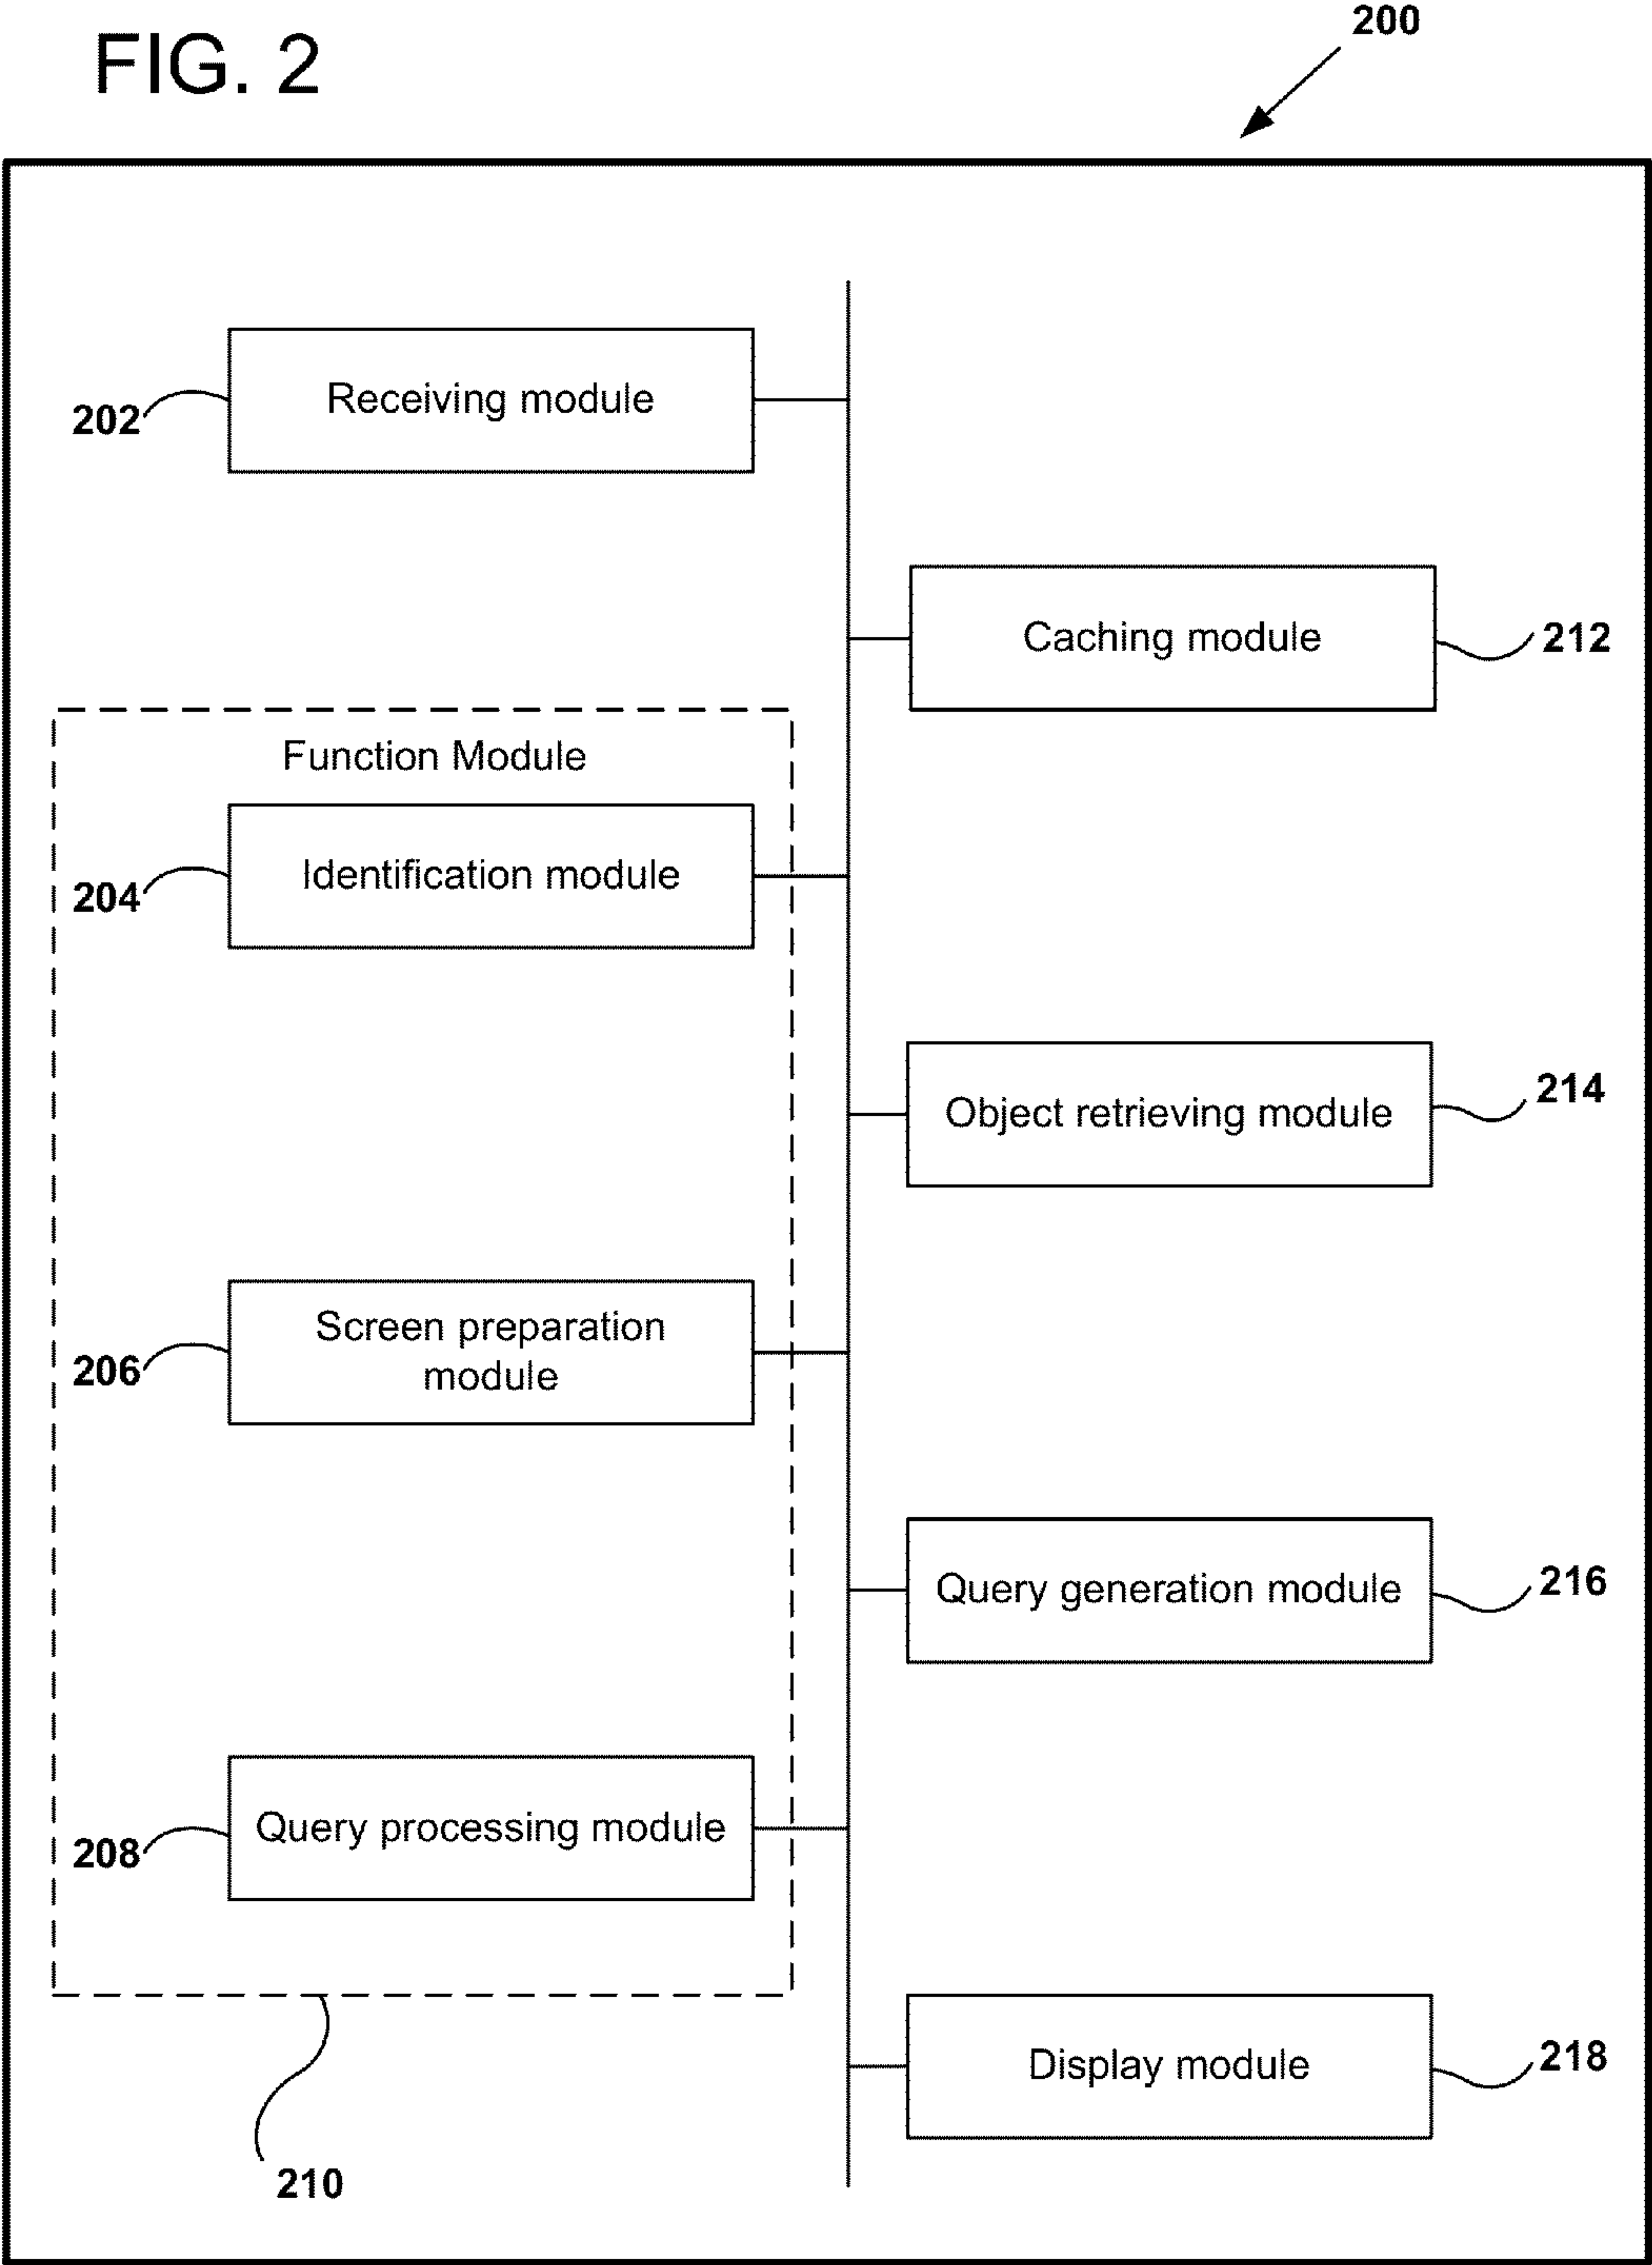 200
FIG. 2
Receiving module
202
Caching module
212
Function Module
Identification module
204
Object retrieving module
214
Screen preparation
module
206
Query generation module
216
Query processing module
208
Display module
218
210